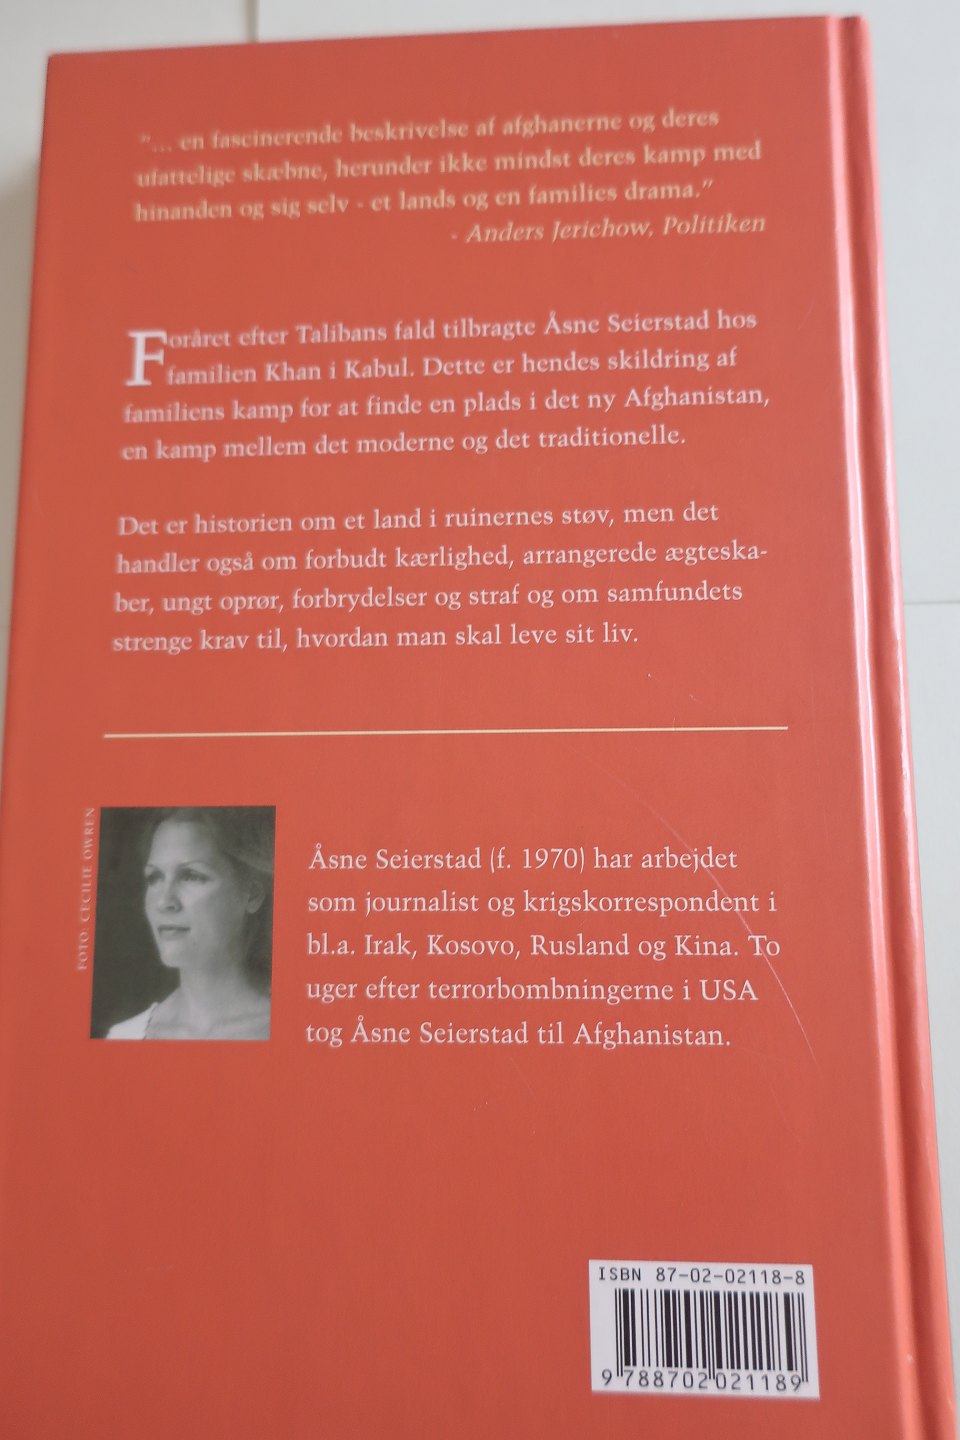 "... en fascinerende beskrivelse af afghanerne og deres
ufattelige skæbne, herunder ikke mindst deres kamp med
hinanden og sig selv - et lands og en families drama."
- Anders Jerichow, Politiken
Foråret efter Talibans fald tilbragte Åsne Seierstad hos
familien Khan i Kabul. Dette er hendes skildring af
familiens kamp for at finde en plads i det ny Afghanistan,
en kamp mellem det moderne og det traditionelle.
Det er historien om et land i ruinernes støv, men det
handler også om forbudt kærlighed, arrangerede ægteska-
ber, ungt oprør, forbrydelser og straf og om samfundets
strenge krav til, hvordan man skal leve sit liv.
FOTO: CECILIE OWREN
Åsne Seierstad (f. 1970) har arbejdet
som journalist og krigskorrespondent i
bl.a. Irak, Kosovo, Rusland og Kina. To
uger efter terrorbombningerne i USA
tog Åsne Seierstad til Afghanistan.
ISBN 87-02-02118-8
9 788702 021189